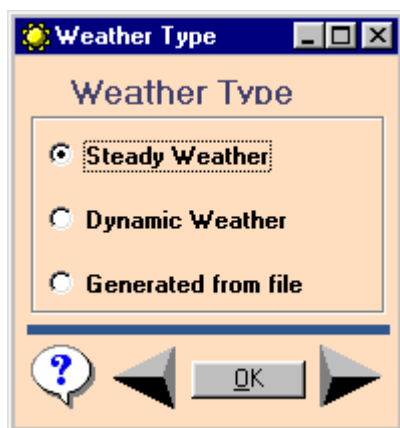 Weather Type
Weather Type
Steady Weather
Dynamic Weather
Generated from file
?
OK